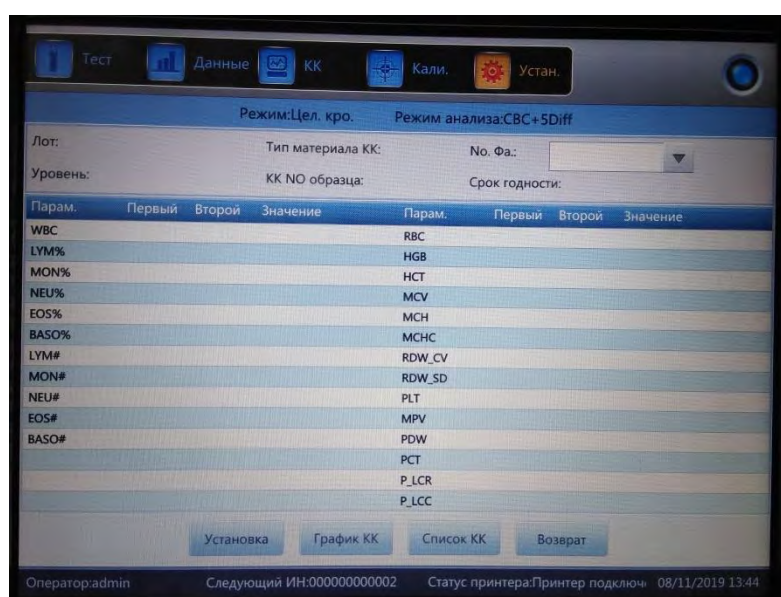 Тест Данные КК Кали. Устан.
Режим:Цел. кро. Режим анализа:CBC+5Diff
Лот: Тип материала КК: No. Фа.:
Уровень: КК NO образца: Срок годности:
Парам. Первый Второй Значение Парам. Первый Второй Значение
WBC RBC
LYM% HGB
MON% HCT
NEU% MCV
EOS% MCH
BASO% MCHC
LYM# RDW_CV
MON# RDW_SD
NEU# PLT
EOS# MPV
BASO# PDW
PCT
P_LCR
P_LCC
Установка График КК Список КК Возврат
Оператор:admin Следующий ИН:000000000002 Статус принтера:Принтер подключ 08/11/2019 13:44